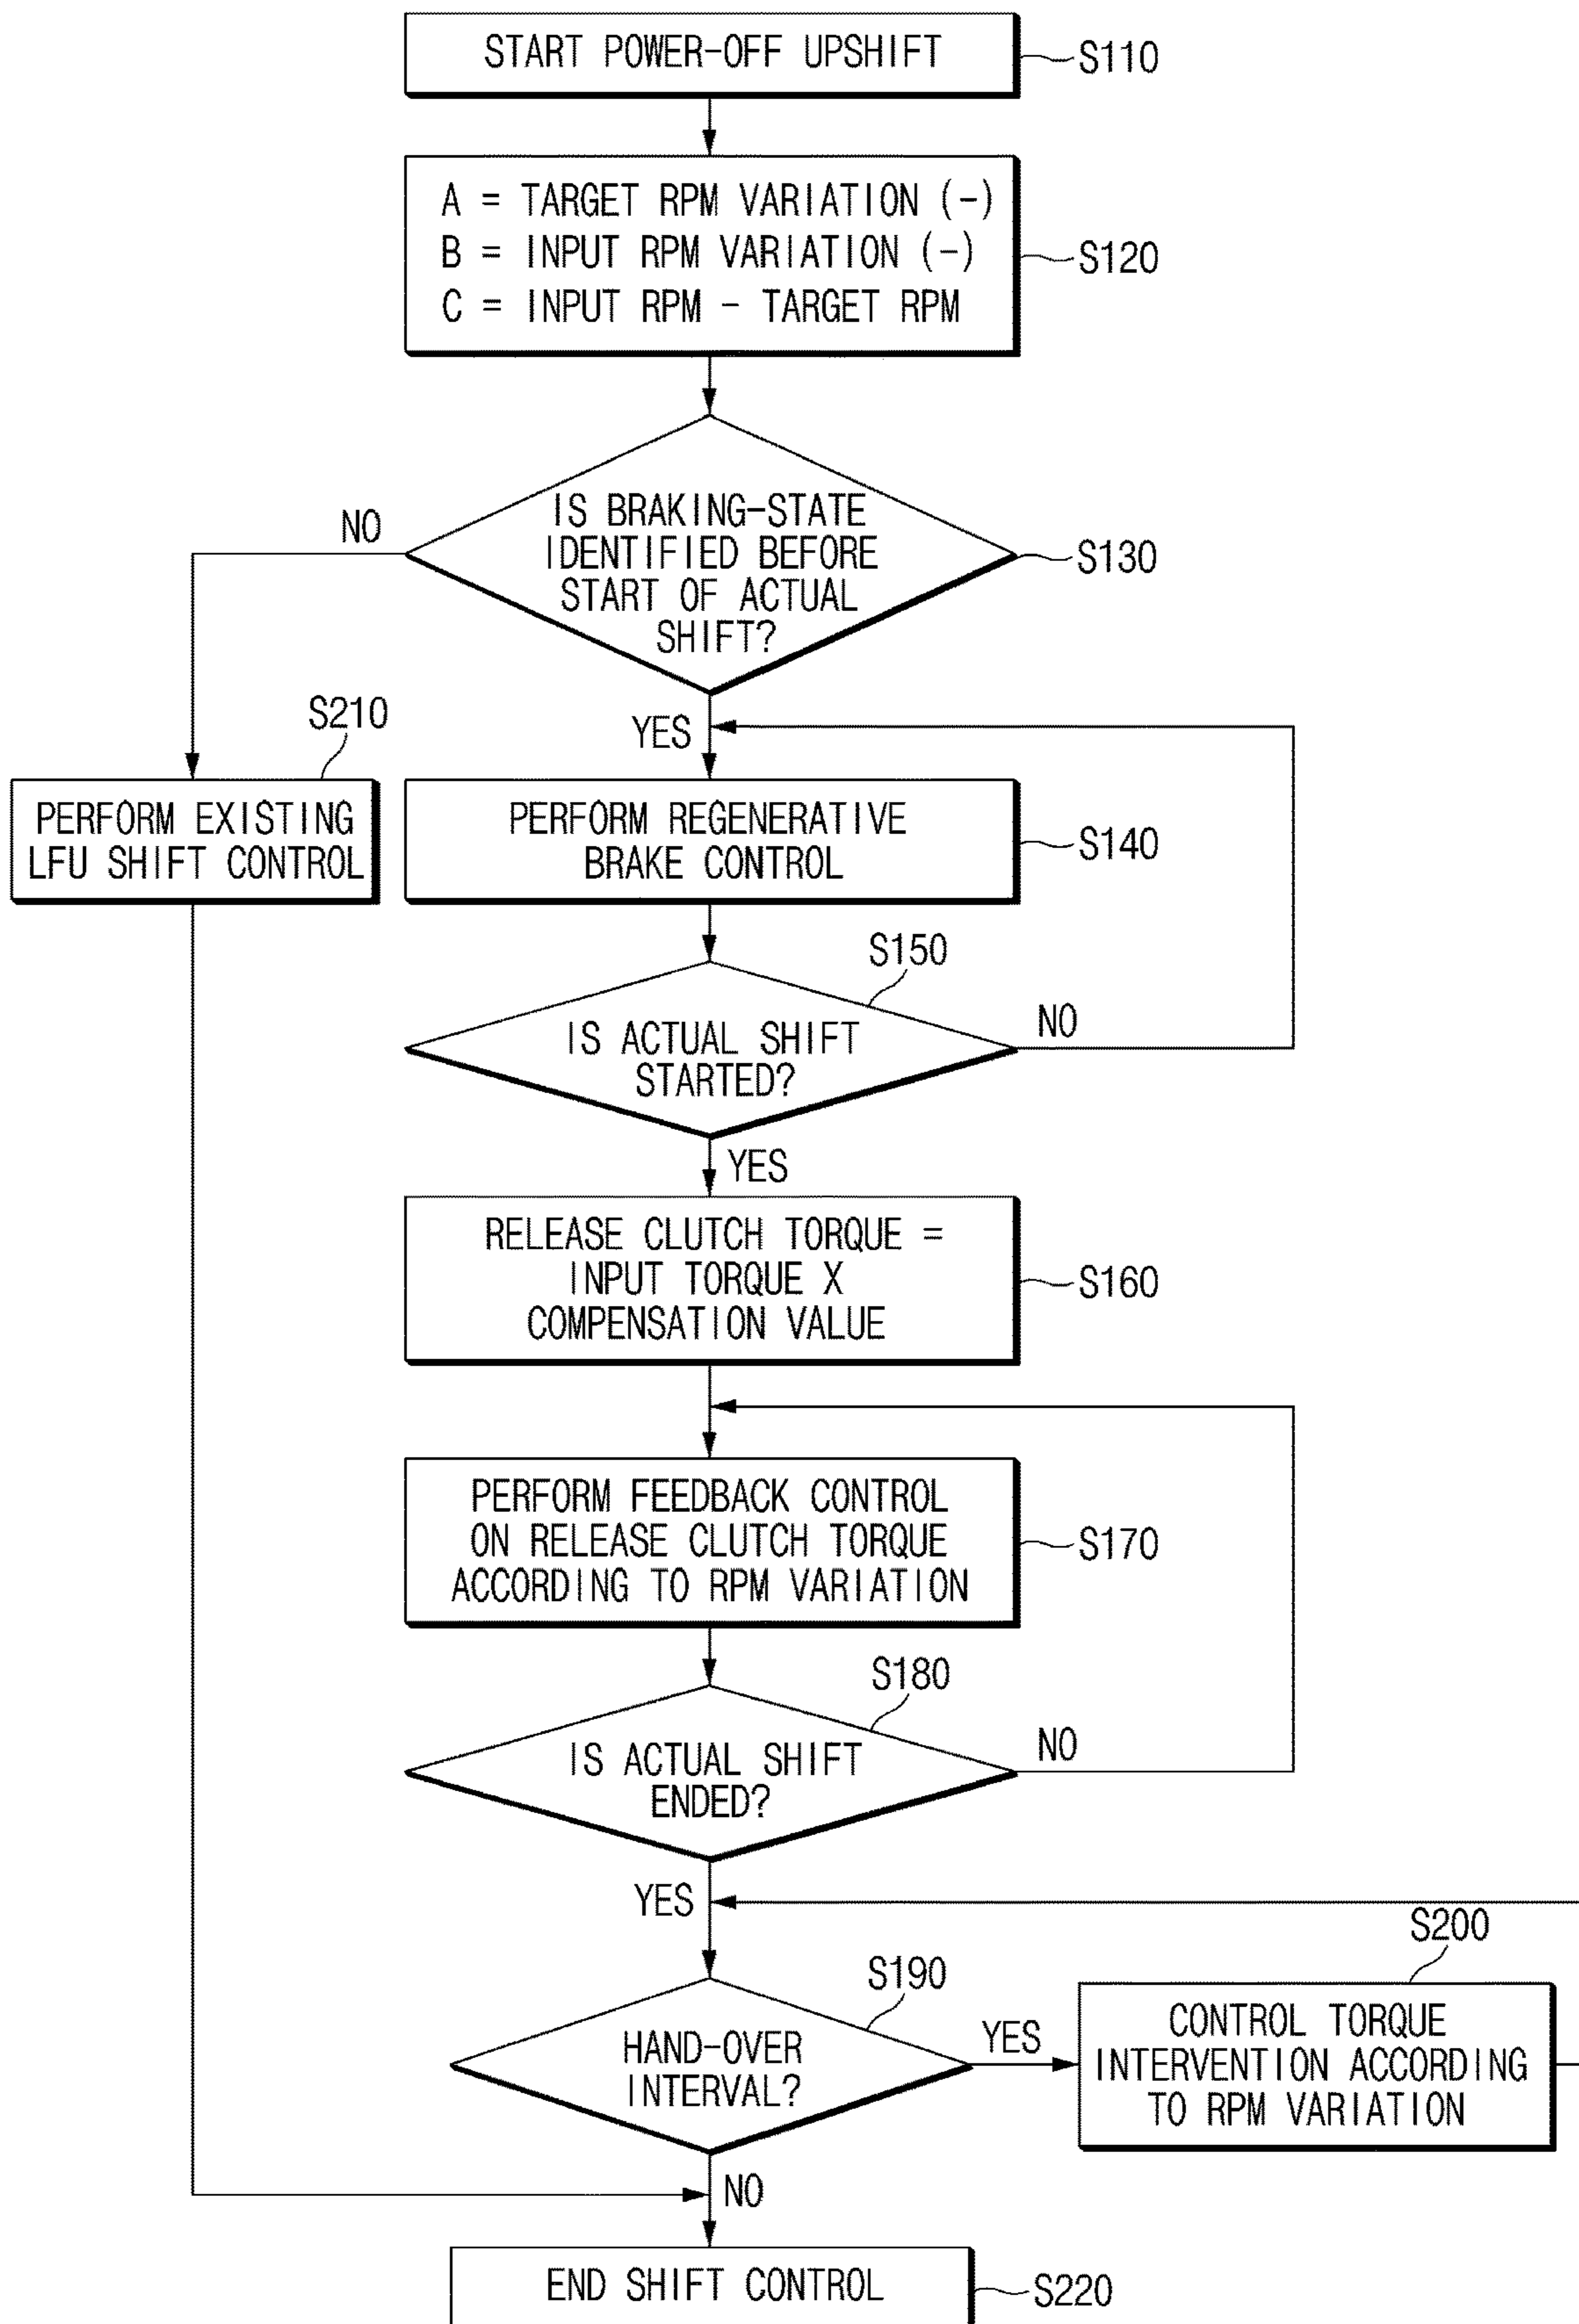 START POWER-OFF UPSHIFT
S110
A = TARGET RPM VARIATION (-)
B = INPUT RPM VARIATION (-)
C = INPUT RPM - TARGET RPM
S120
IS BRAKING-STATE
IDENTIFIED BEFORE
START OF ACTUAL
SHIFT?
S130
NO
YES
S210
PERFORM EXISTING
LFU SHIFT CONTROL
PERFORM REGENERATIVE
BRAKE CONTROL
S140
S150
IS ACTUAL SHIFT
STARTED?
NO
YES
RELEASE CLUTCH TORQUE =
INPUT TORQUE X
COMPENSATION VALUE
S160
PERFORM FEEDBACK CONTROL
ON RELEASE CLUTCH TORQUE
ACCORDING TO RPM VARIATION
S170
S180
IS ACTUAL SHIFT
ENDED?
NO
YES
S190
HAND-OVER
INTERVAL?
YES
S200
CONTROL TORQUE
INTERVENTION ACCORDING
TO RPM VARIATION
NO
END SHIFT CONTROL
S220